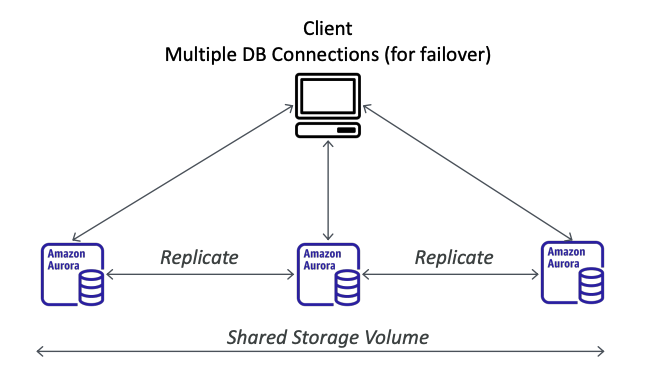 Client
Multiple DB Connections (for failover)
Amazon
Aurora
Replicate
Amazon
Aurora
Replicate
Amazon
Aurora
Shared Storage Volume